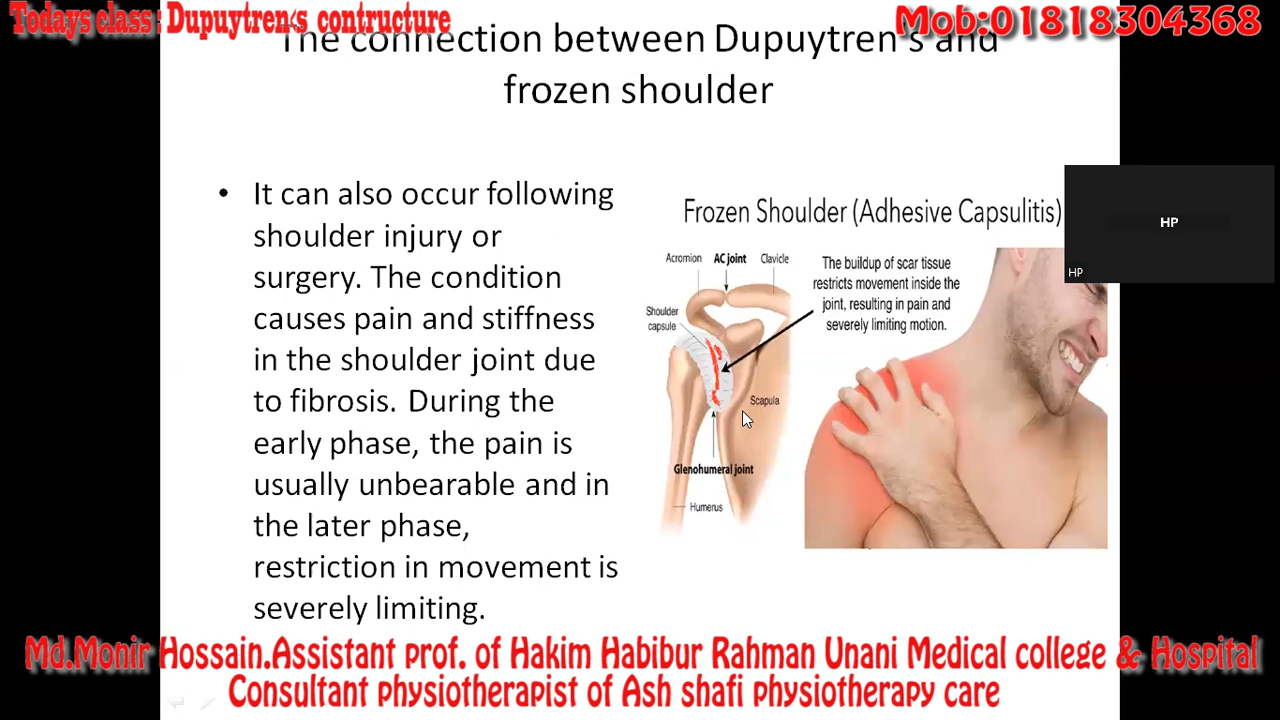 Todays class : Dupuytren,s contructure
Mob:01818304368
The connection between Dupuytren's and
frozen shoulder
• It can also occur following
shoulder injury or
surgery. The condition
causes pain and stiffness
in the shoulder joint due
to fibrosis. During the
early phase, the pain is
usually unbearable and in
the later phase,
restriction in movement is
severely limiting.
Frozen Shoulder (Adhesive Capsulitis)
Acromion AC joint Clavicle
Shoulder
capsule
The buildup of scar tissue
restricts movement inside the
joint, resulting in pain and
severely limiting motion.
Scapula
Glenohumeral joint
Humerus
HP
HP
Md.Monir Hossain.Assistant prof. of Hakim Habibur Rahman Unani Medical college & Hospital
Consultant physiotherapist of Ash shafi physiotherapy care